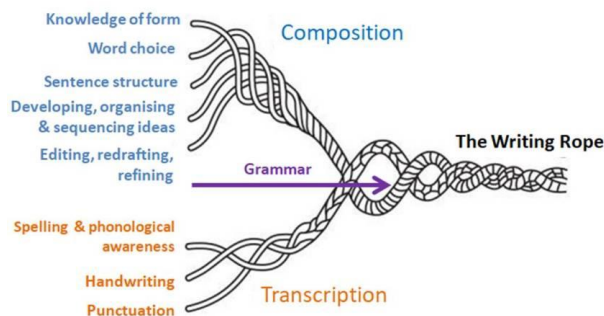 Knowledge of form
Composition
Word choice
Sentence structure
Developing, organising
& sequencing ideas
Editing, redrafting,
refining
The Writing Rope
Grammar
Spelling & phonological
awareness
Handwriting
Transcription
Punctuation